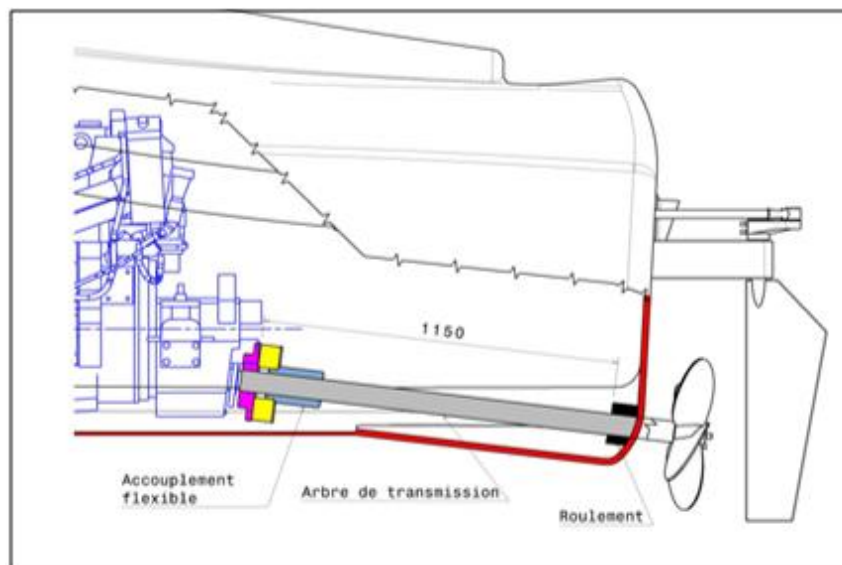 1150
Accouplement
flexible
Arbre de transmission
Roulement